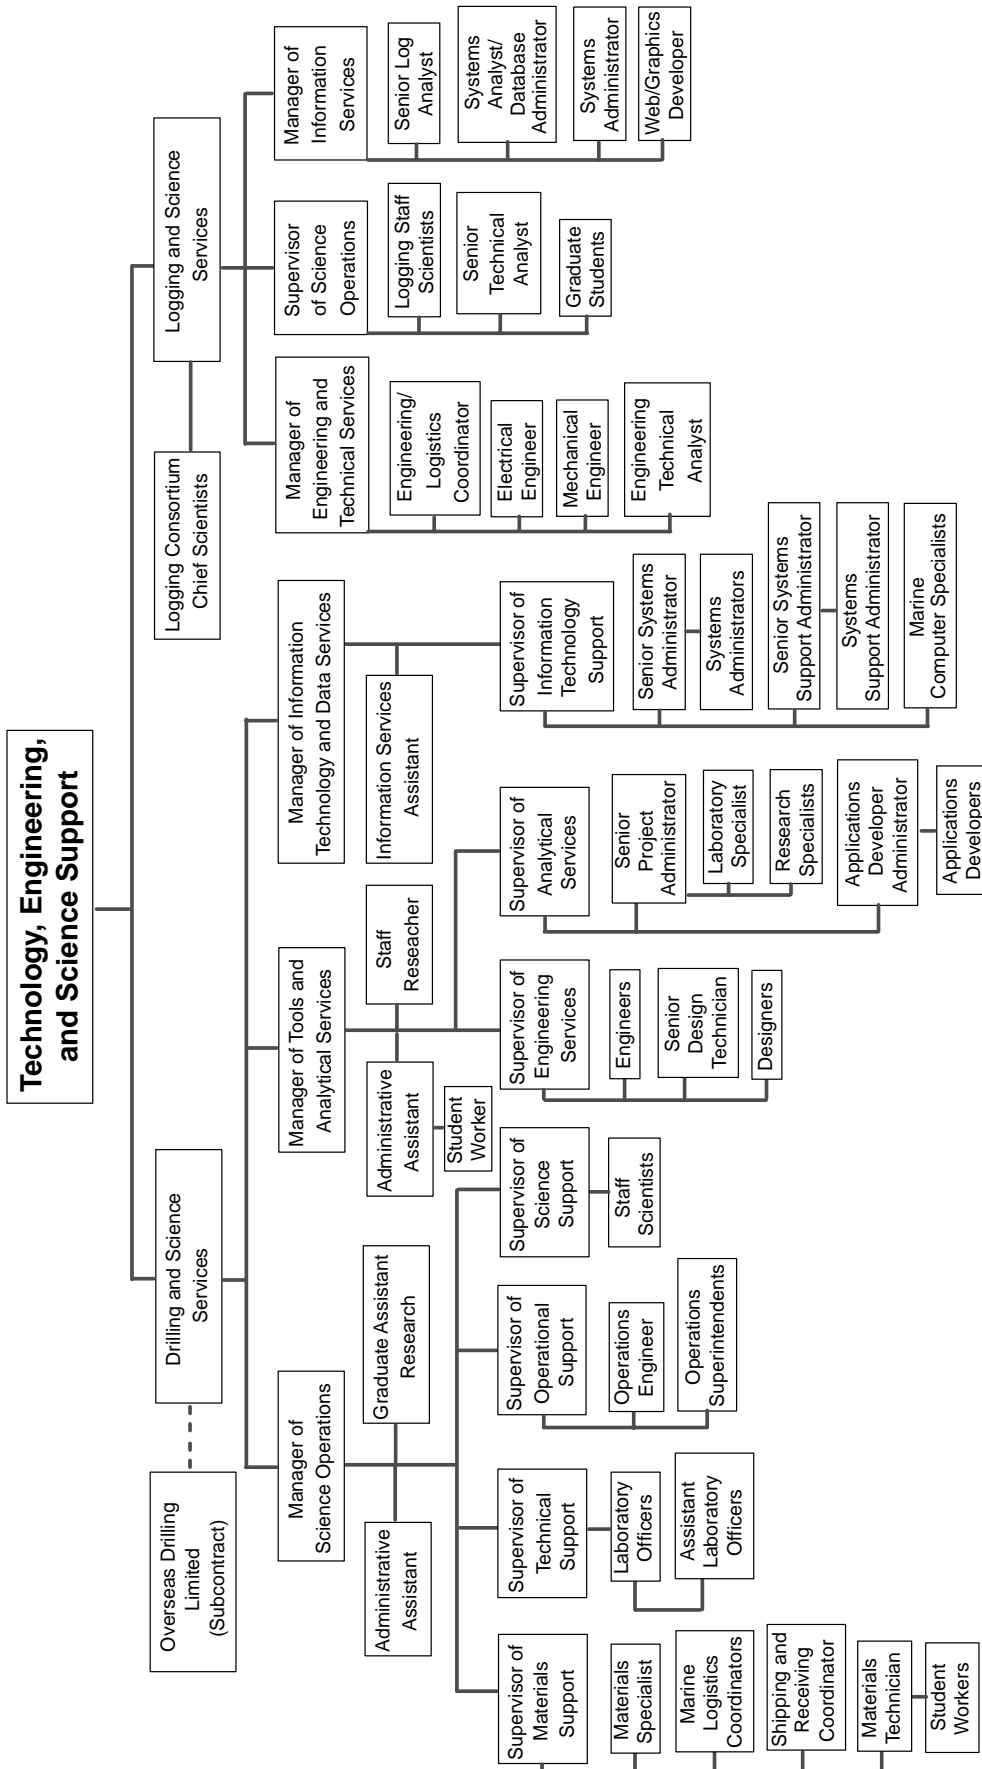 Technology, Engineering,
and Science Support
Overseas Drilling
Limited
(Subcontract)
Drilling and Science
Services
Logging Consortium
Chief Scientists
Logging and Science
Services
Manager of
Science Operations
Administrative
Assistant
Graduate Assistant
Research
Supervisor of
Materials
Support
Materials
Specialist
Marine
Logistics
Coordinators
Shipping and
Receiving
Coordinator
Materials
Technician
Student
Workers
Supervisor of
Technical
Support
Laboratory
Officers
Assistant
Laboratory
Officers
Supervisor of
Operational
Support
Operations
Engineer
Operations
Superintendents
Supervisor of
Science
Support
Staff
Scientists
Manager of Tools and
Analytical Services
Administrative
Assistant
Student
Worker
Staff
Reseacher
Supervisor of
Engineering
Services
Engineers
Senior
Design
Technician
Designers
Supervisor of
Analytical
Services
Senior
Project
Administrator
Laboratory
Specialist
Research
Specialists
Applications
Developer
Administrator
Applications
Developers
Manager of Information
Technology and Data Services
Information Services
Assistant
Supervisor of
Information
Technology
Support
Senior Systems
Administrator
Systems
Administrators
Senior Systems
Support Administrator
Systems
Support Administrator
Marine
Computer Specialists
Manager of
Engineering and
Technical Services
Engineering/
Logistics
Coordinator
Electrical
Engineer
Mechanical
Engineer
Engineering
Technical
Analyst
Supervisor
of Science
Operations
Logging Staff
Scientists
Senior
Technical
Analyst
Graduate
Students
Manager of
Information
Services
Senior Log
Analyst
Systems
Analyst/
Database
Administrator
Systems
Administrator
Web/Graphics
Developer